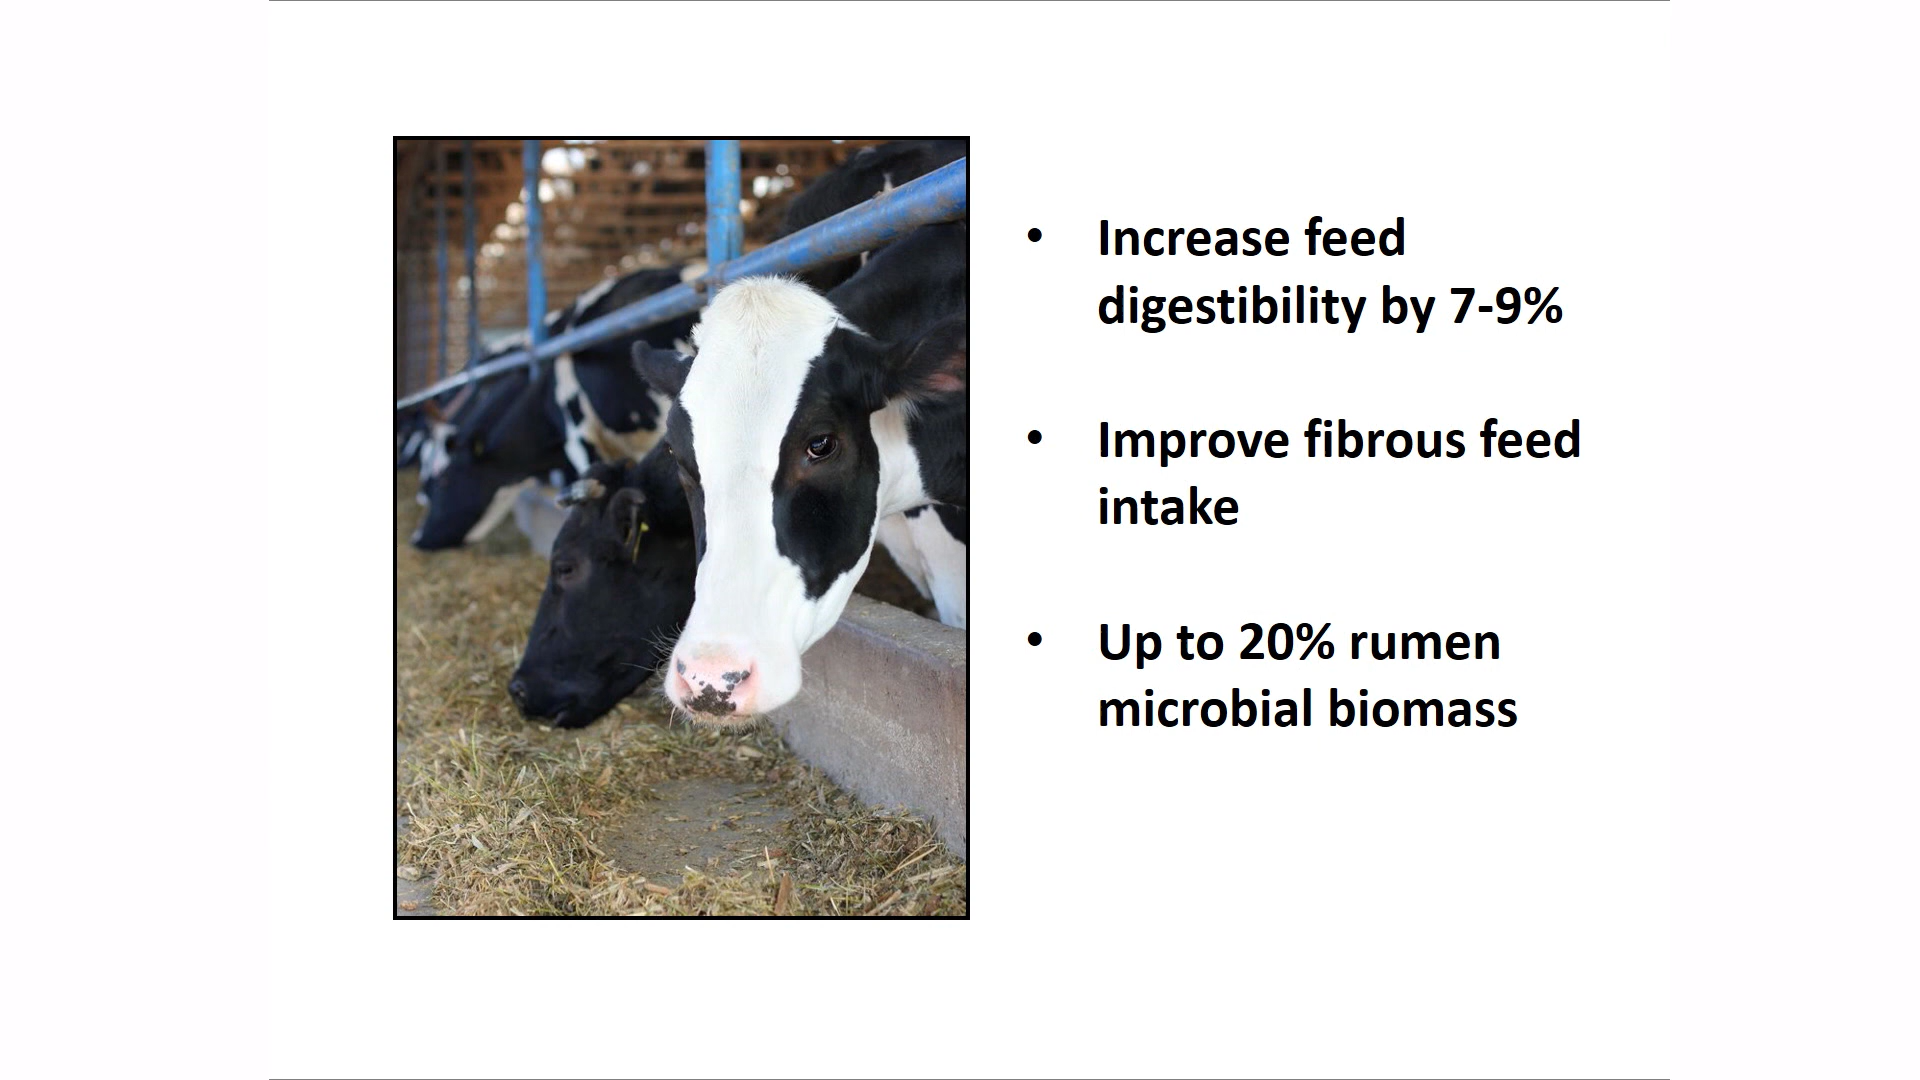 • Increase feed
digestibility by 7-9%
• Improve fibrous feed
intake
• Up to 20% rumen
microbial biomass